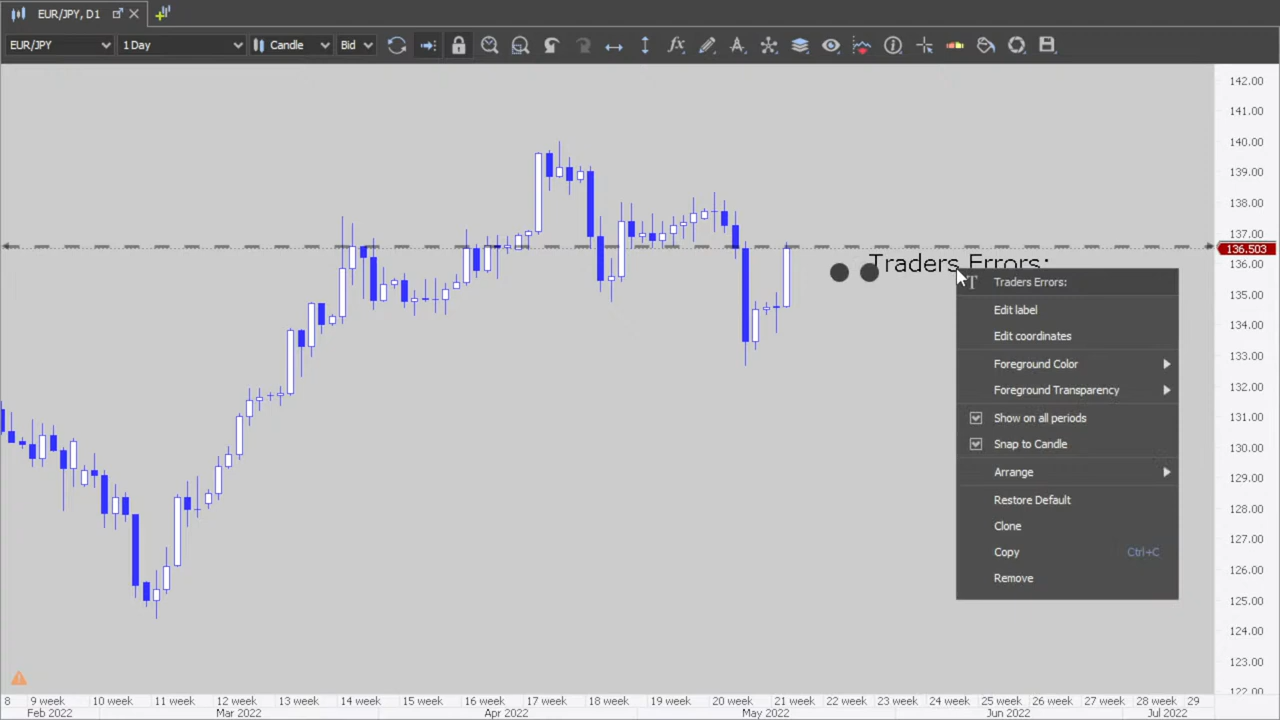 EUR/JPY, D1
EUR/JPY 1 Day Candle Bid
142.00
141.00
140.00
139.00
138.00
137.00
136.503
136.00
135.00
134.00
133.00
132.00
131.00
130.00
129.00
128.00
127.00
126.00
125.00
124.00
123.00
122.00
Traders Errors:
T Traders Errors:
Edit label
Edit coordinates
Foreground Color
Foreground Transparency
Show on all periods
Snap to Candle
Arrange
Restore Default
Clone
Copy Ctrl+C
Remove
8 9 week 10 week 11 week 12 week 13 week 14 week 15 week 16 week 17 week 18 week 19 week 20 week 21 week 22 week 23 week 24 week 25 week 26 week 27 week 28 week 29
Feb 2022 Mar 2022 Apr 2022 May 2022 Jun 2022 Jul 2022